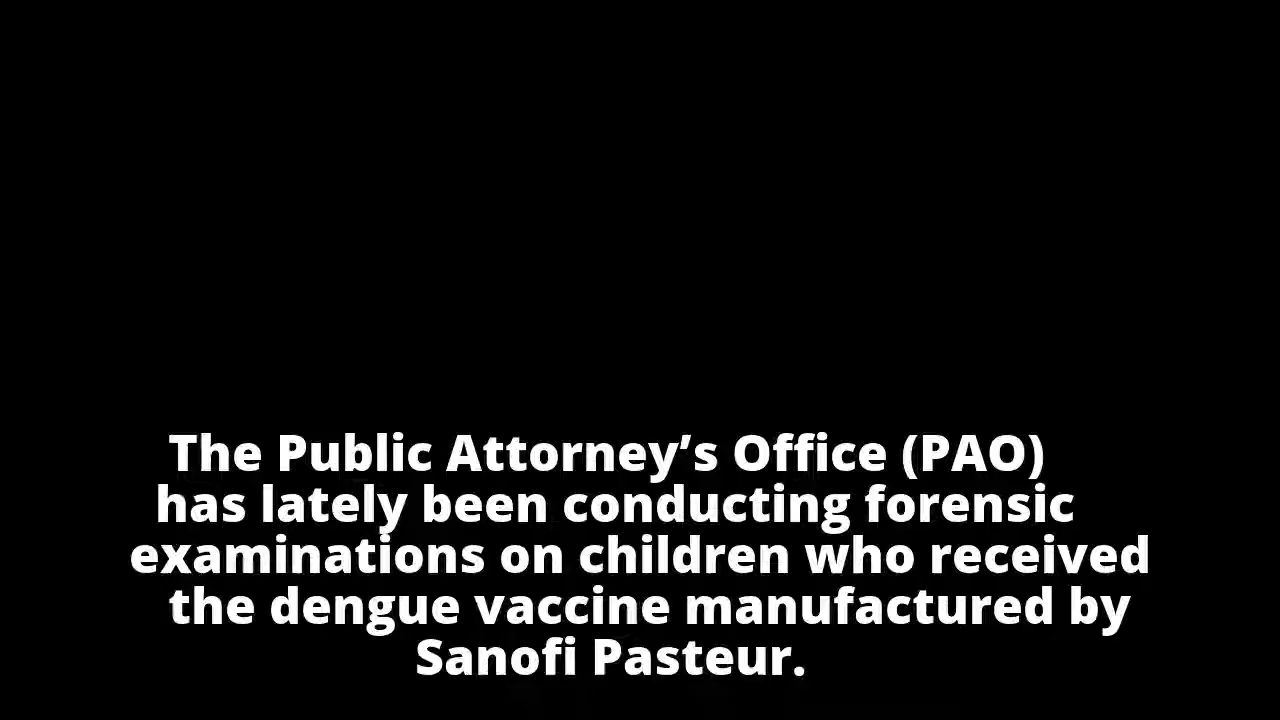 The Public Attorney’s Office (PAO)
has lately been conducting forensic
examinations on children who received
the dengue vaccine manufactured by
Sanofi Pasteur.